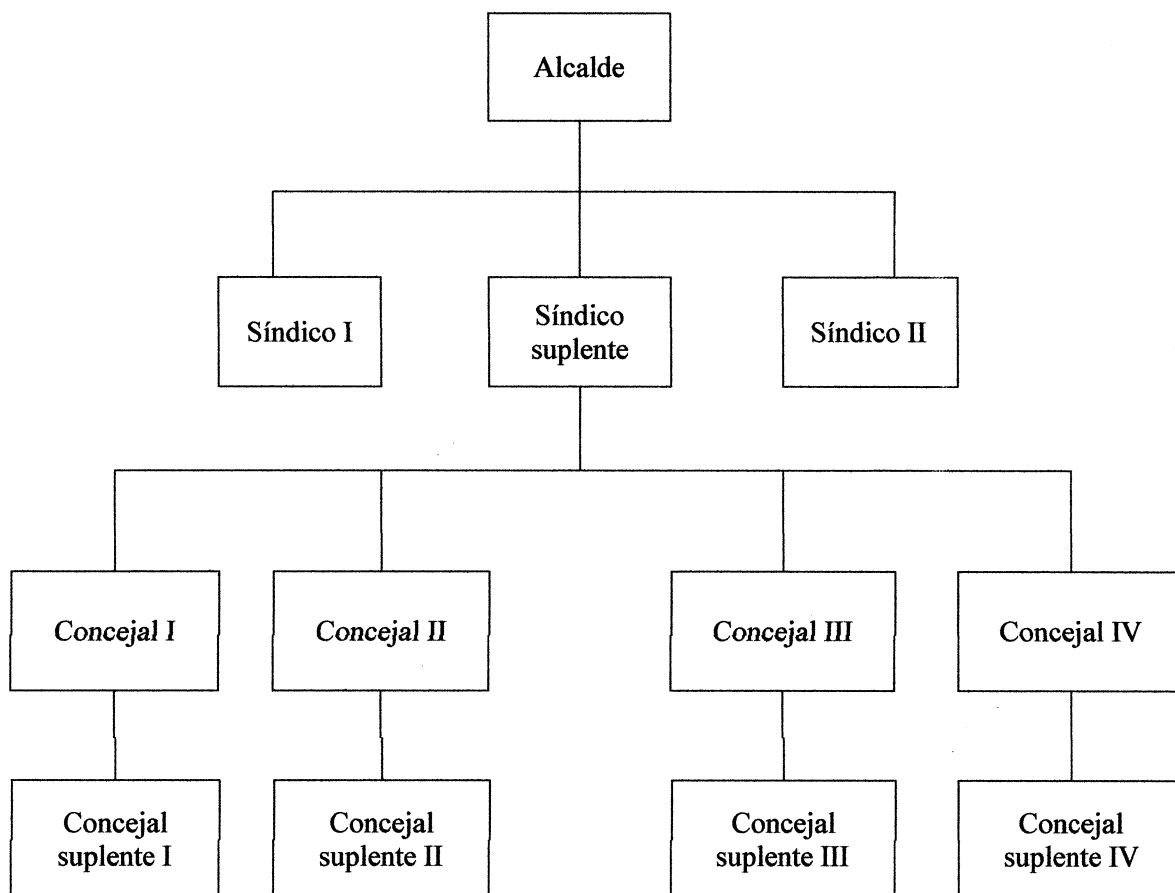 Alcalde
Síndico I
Síndico
suplente
Síndico II
Concejal I
Concejal II
Concejal III
Concejal IV
Concejal
suplente I
Concejal
suplente II
Concejal
suplente III
Concejal
suplente IV